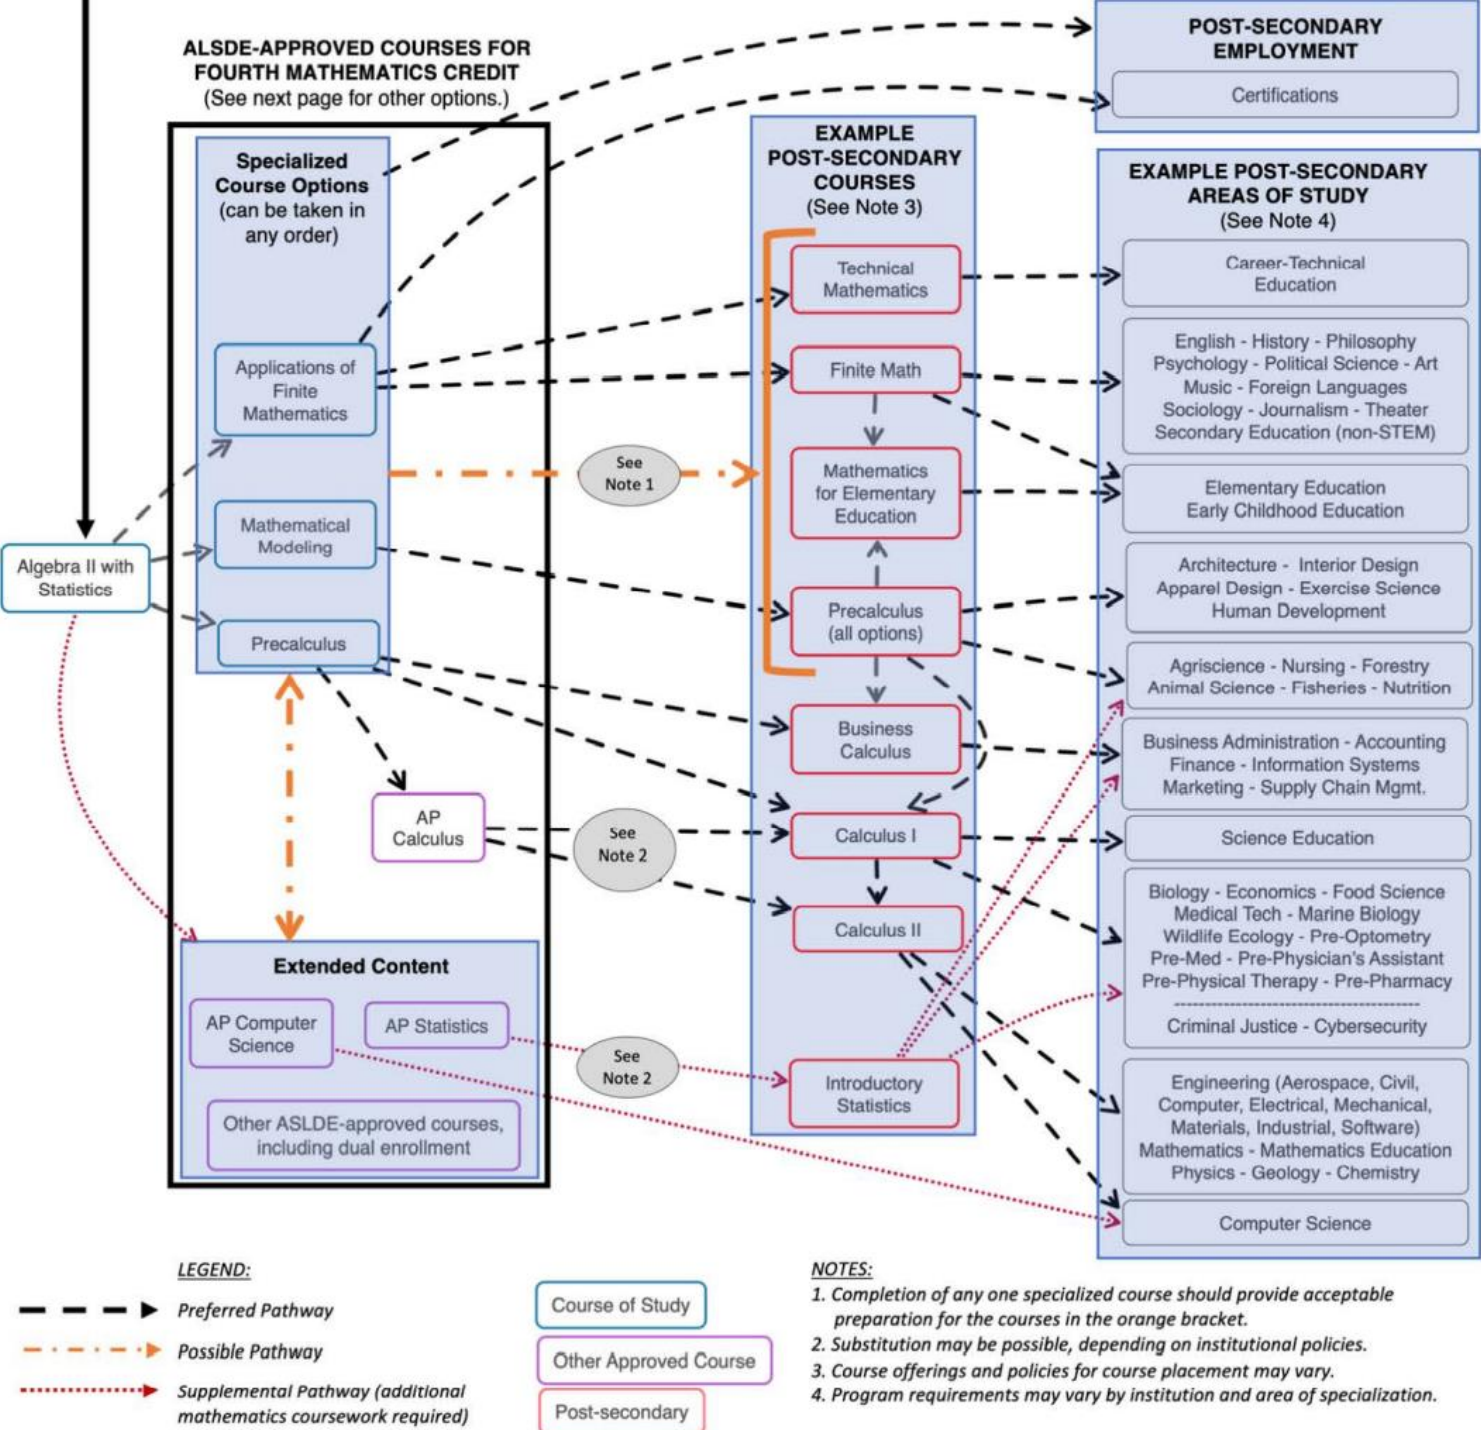 ALSDE-APPROVED COURSES FOR
FOURTH MATHEMATICS CREDIT
(See next page for other options.)
Specialized
Course Options
(can be taken in
any order)
Applications of
Finite
Mathematics
Mathematical
Modeling
Precalculus
Algebra II with
Statistics
AP
Calculus
Extended Content
AP Computer
Science
AP Statistics
Other ASLDE-approved courses,
including dual enrollment
See
Note 1
See
Note 2
See
Note 2
EXAMPLE
POST-SECONDARY
COURSES
(See Note 3)
Technical
Mathematics
Finite Math
Mathematics
for Elementary
Education
Precalculus
(all options)
Business
Calculus
Calculus I
Calculus II
Introductory
Statistics
POST-SECONDARY
EMPLOYMENT
Certifications
EXAMPLE POST-SECONDARY
AREAS OF STUDY
(See Note 4)
Career-Technical
Education
English - History - Philosophy
Psychology - Political Science - Art
Music - Foreign Languages
Sociology - Journalism - Theater
Secondary Education (non-STEM)
Elementary Education
Early Childhood Education
Architecture - Interior Design
Apparel Design - Exercise Science
Human Development
Agriscience - Nursing - Forestry
Animal Science - Fisheries - Nutrition
Business Administration - Accounting
Finance - Information Systems
Marketing - Supply Chain Mgmt.
Science Education
Biology - Economics - Food Science
Medical Tech - Marine Biology
Wildlife Ecology - Pre-Optometry
Pre-Med - Pre-Physician's Assistant
Pre-Physical Therapy - Pre-Pharmacy
----------------------------------------
Criminal Justice - Cybersecurity
Engineering (Aerospace, Civil,
Computer, Electrical, Mechanical,
Materials, Industrial, Software)
Mathematics - Mathematics Education
Physics - Geology - Chemistry
Computer Science
LEGEND:
Preferred Pathway
Possible Pathway
Supplemental Pathway (additional
mathematics coursework required)
Course of Study
Other Approved Course
Post-secondary
NOTES:
1. Completion of any one specialized course should provide acceptable
preparation for the courses in the orange bracket.
2. Substitution may be possible, depending on institutional policies.
3. Course offerings and policies for course placement may vary.
4. Program requirements may vary by institution and area of specialization.